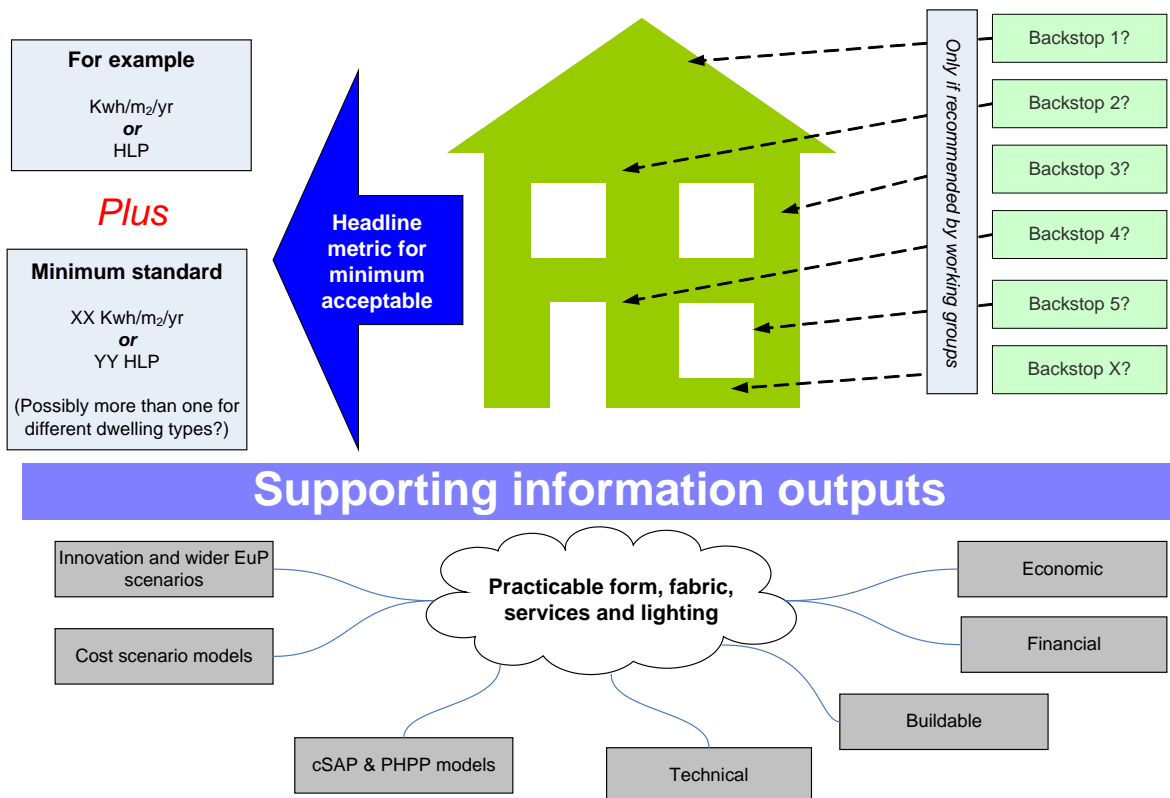 For example
Kwh/m₂/yr
or
HLP
Plus
Minimum standard
XX Kwh/m₂/yr
or
YY HLP
(Possibly more than one for
different dwelling types?)
Headline
metric for
minimum
acceptable
Only if recommended by working groups
Backstop 1?
Backstop 2?
Backstop 3?
Backstop 4?
Backstop 5?
Backstop X?
Supporting information outputs
Innovation and wider EuP
scenarios
Cost scenario models
cSAP & PHPP models
Practicable form, fabric,
services and lighting
Technical
Buildable
Economic
Financial